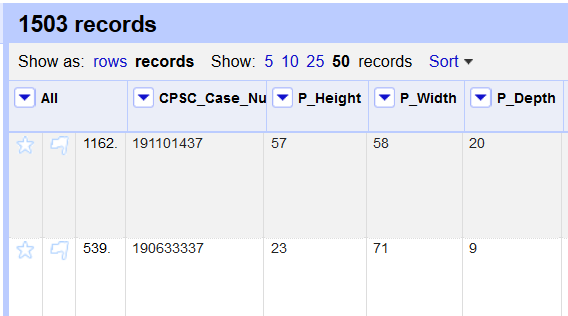 1503 records
Show as: rows records Show: 5 10 25 50 records Sort
All CPSC_Case_Nu P_Height P_Width P_Depth
1162. 191101437 57 58 20
539. 190633337 23 71 9